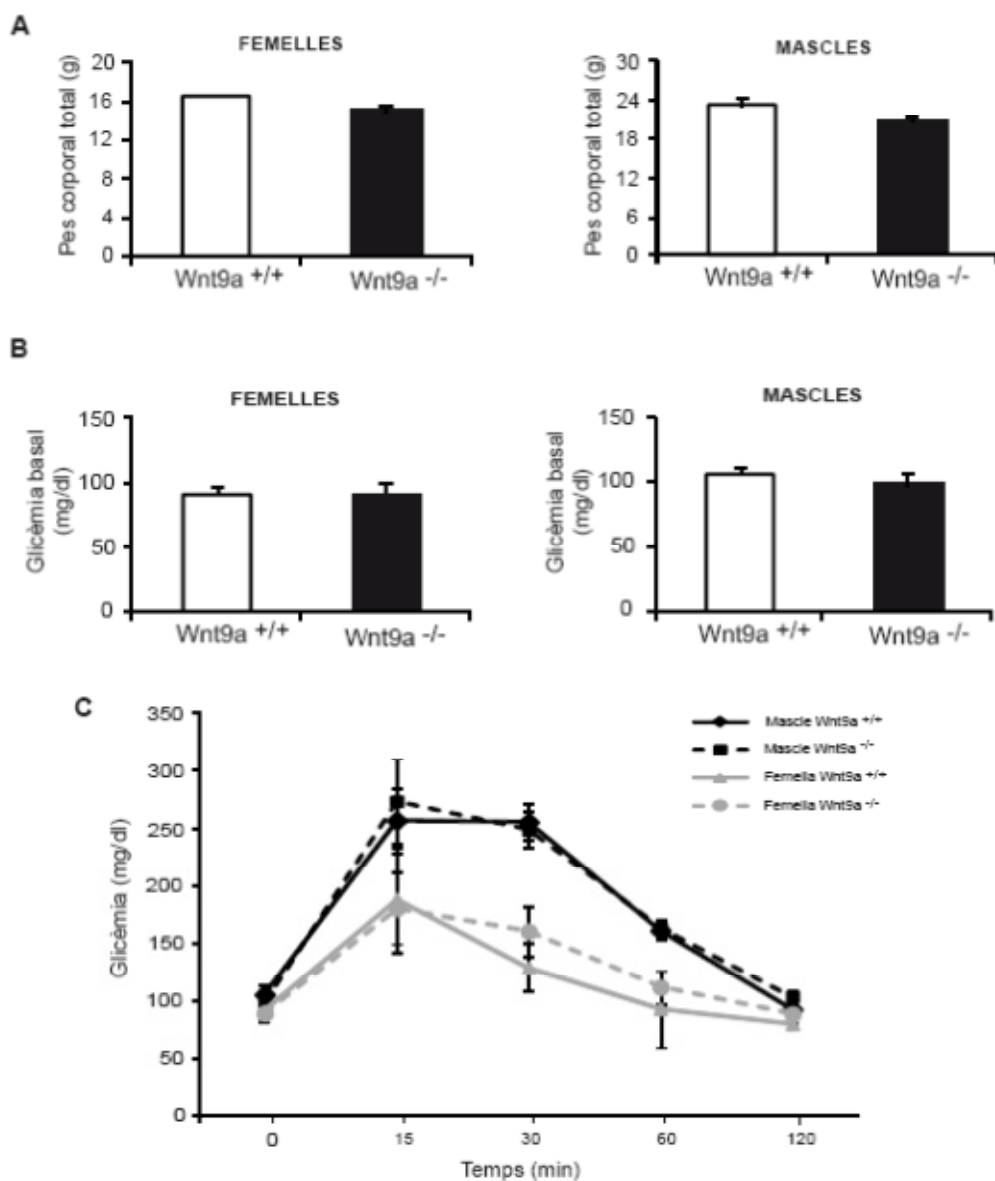 A
FEMELLES
Pes corporal total (g)
20
16
12
8
4
0
Wnt9a +/+
Wnt9a -/-
MASCLES
Pes corporal total (g)
30
24
18
12
6
0
Wnt9a +/+
Wnt9a -/-
B
FEMELLES
Glicèmia basal
(mg/dl)
150
100
50
0
Wnt9a +/+
Wnt9a -/-
MASCLES
Glicèmia basal
(mg/dl)
150
100
50
0
Wnt9a +/+
Wnt9a -/-
C
Glicèmia (mg/dl)
350
300
250
200
150
100
50
0
0
15
30
60
120
Temps (min)
Mascle Wnt9a +/+
Mascle Wnt9a -/-
Femella Wnt9a +/+
Femella Wnt9a -/-